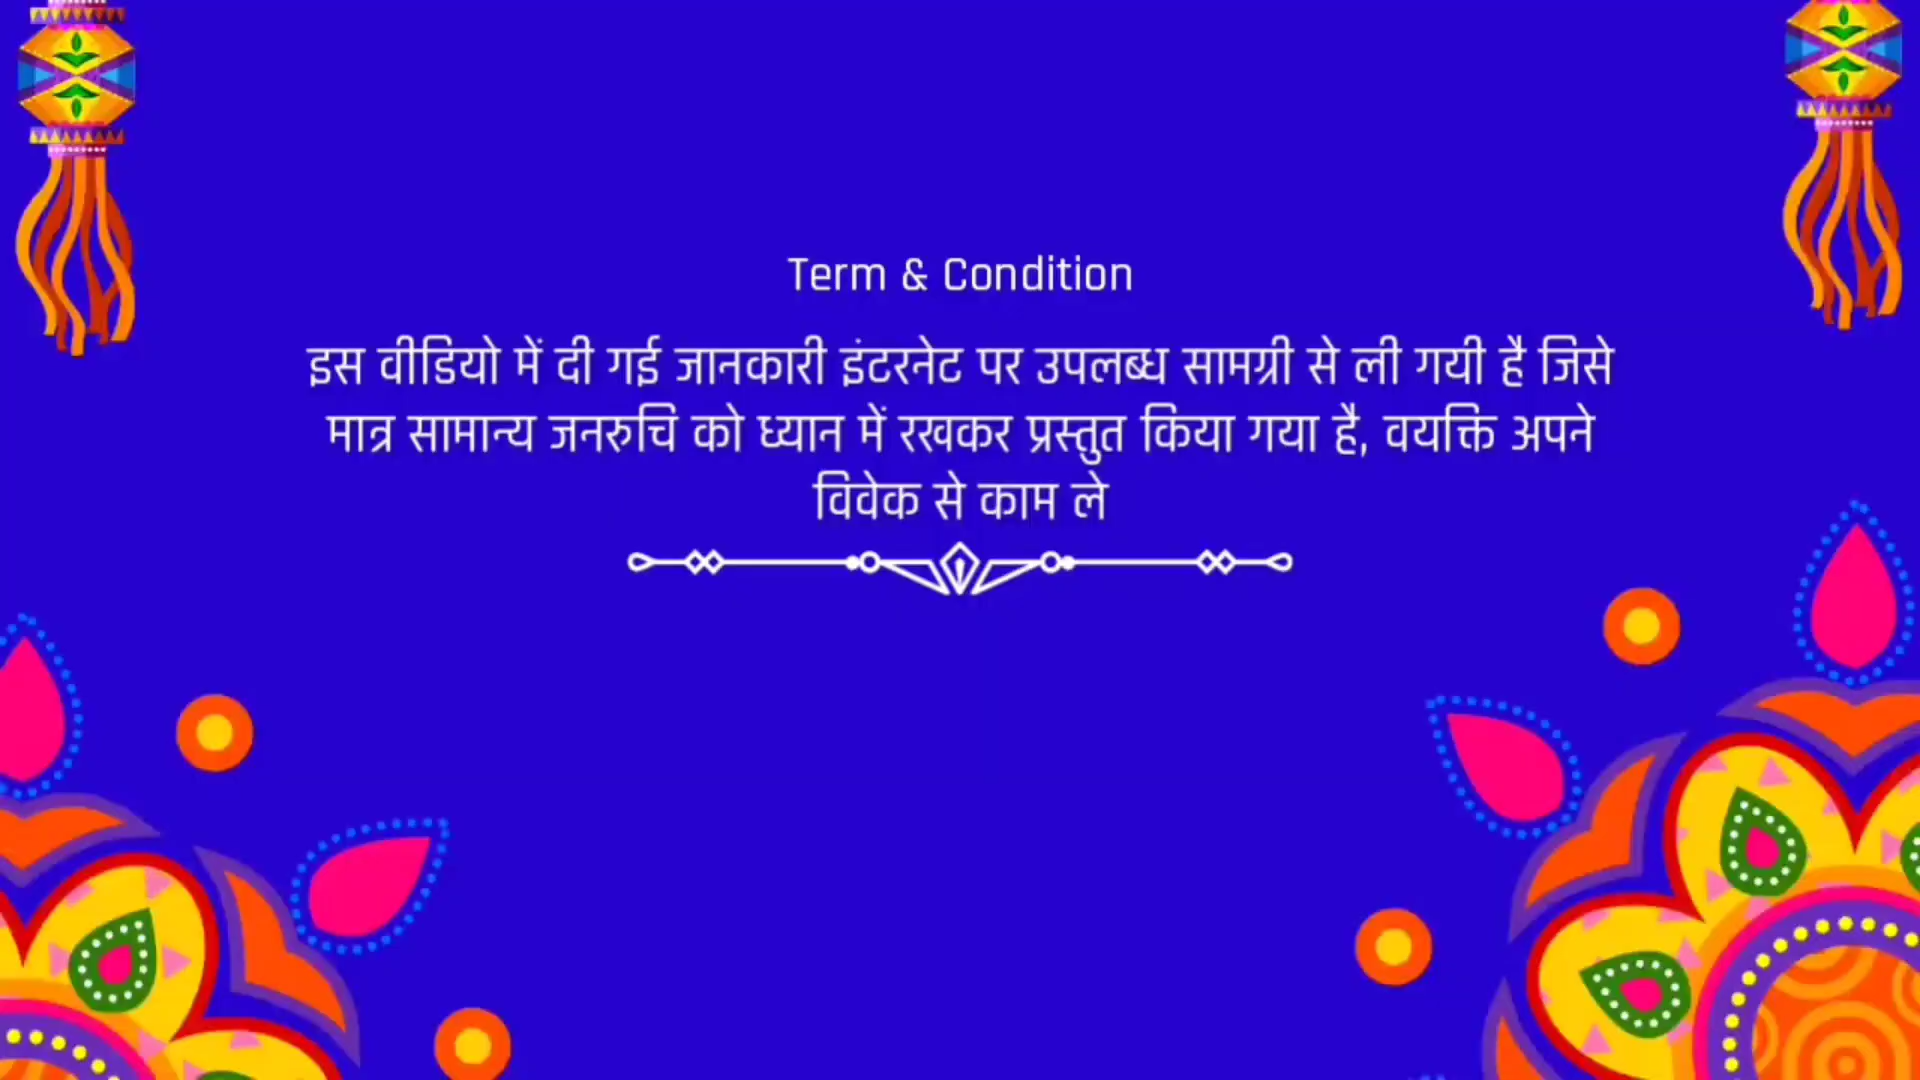 Term & Condition
इस वीडियो में दी गई जानकारी इंटरनेट पर उपलब्ध सामग्री से ली गयी है जिसे
मात्र सामान्य जनरुचि को ध्यान में रखकर प्रस्तुत किया गया है, वयक्ति अपने
विवेक से काम ले